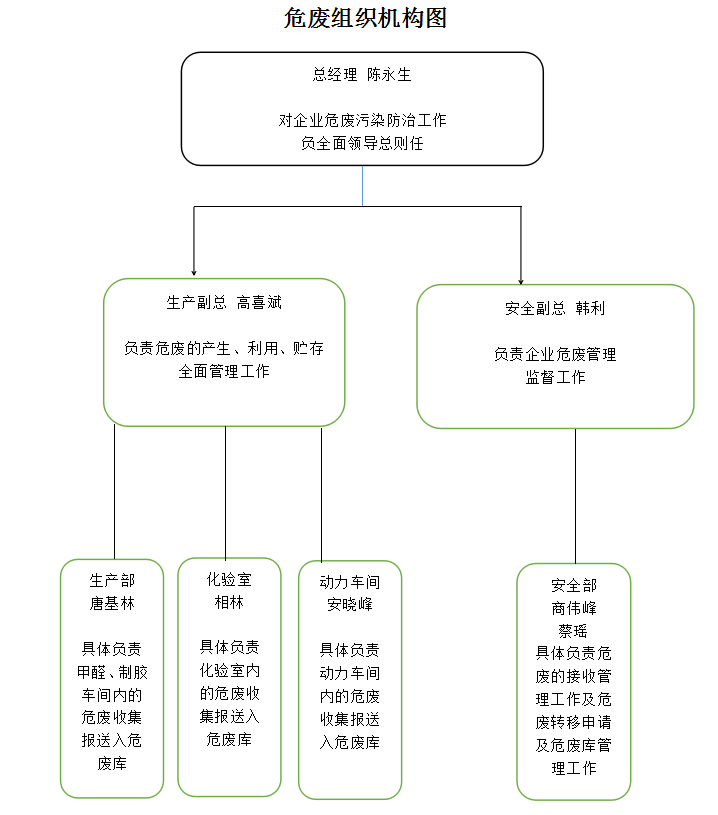 危废组织机构图
总经理 陈永生
对企业危废污染防治工作
负全面领导总则任
生产副总 高喜斌
负责危废的产生、利用、贮存
全面管理工作
安全副总 韩利
负责企业危废管理
监督工作
生产部
唐基林
具体负责
甲醛、制胶
车间内的
危废收集
报送入危
废库
化验室
相林
具体负责
化验室内
的危废收
集报送入
危废库
动力车间
安晓峰
具体负责
动力车间
内的危废
收集报送
入危废库
安全部
商伟峰
蔡瑶
具体负责危
废的接收管
理工作及危
废转移申请
及危废库管
理工作